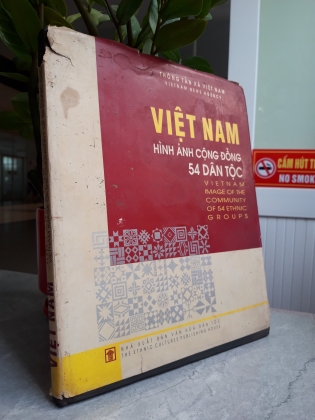 THÔNG TẤN XÃ VIỆT NAM
VIETNAM NEWS AGENCY
VIỆT NAM
HÌNH ẢNH CỘNG ĐỒNG
54 DÂN TỘC
VIETNAM
IMAGE OF THE
COMMUNITY
OF 54 ETHNIC
GROUPS
NHÀ XUẤT BẢN VĂN HÓA DÂN TỘC
THE ETHNIC CULTURES PUBLISHING HOUSE
VIỆT NAM
CẤM HÚT T
NO SMOK